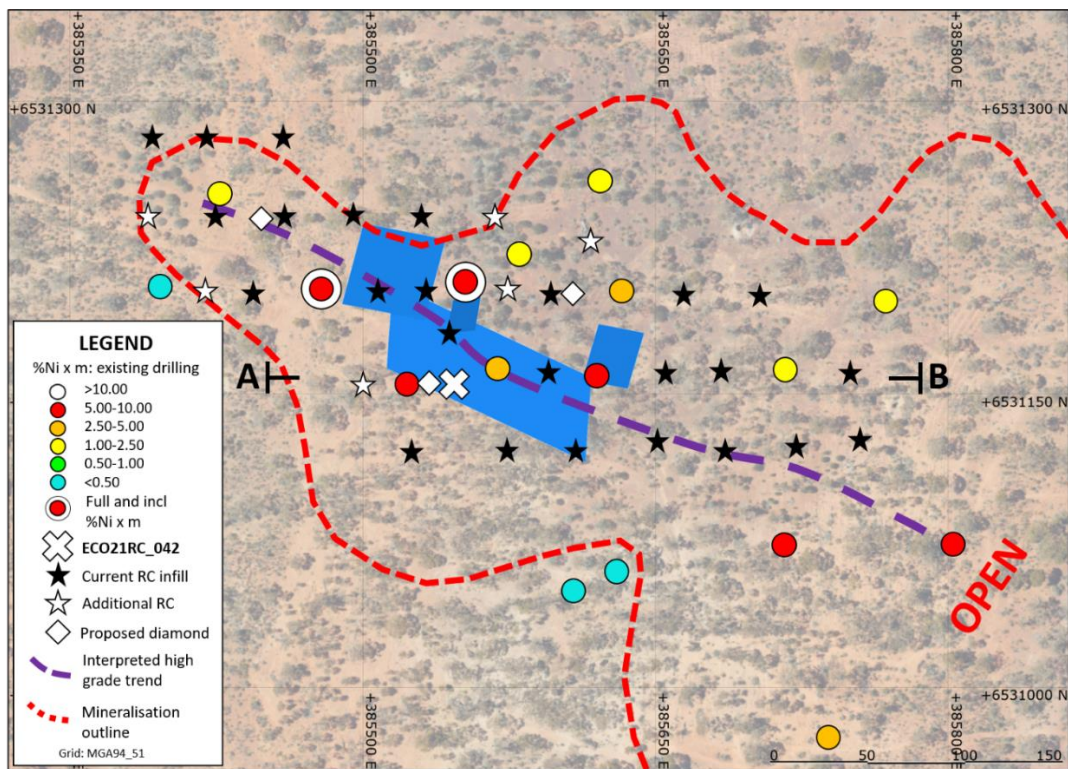 +385350 E
+385500 E
+385650 E
+385800 E
+6531300 N
+6531300 N
A
B
+6531150 N
LEGEND
%Ni x m: existing drilling
>10.00
5.00-10.00
2.50-5.00
1.00-2.50
0.50-1.00
<0.50
Full and incl
%Ni x m
ECO21RC_042
Current RC infill
Additional RC
Proposed diamond
Interpreted high
grade trend
Mineralisation
outline
Grid: MGA94_51
OPEN
+6531000 N
+385500 E
+385650 E
+385800 E
0 50 100 150